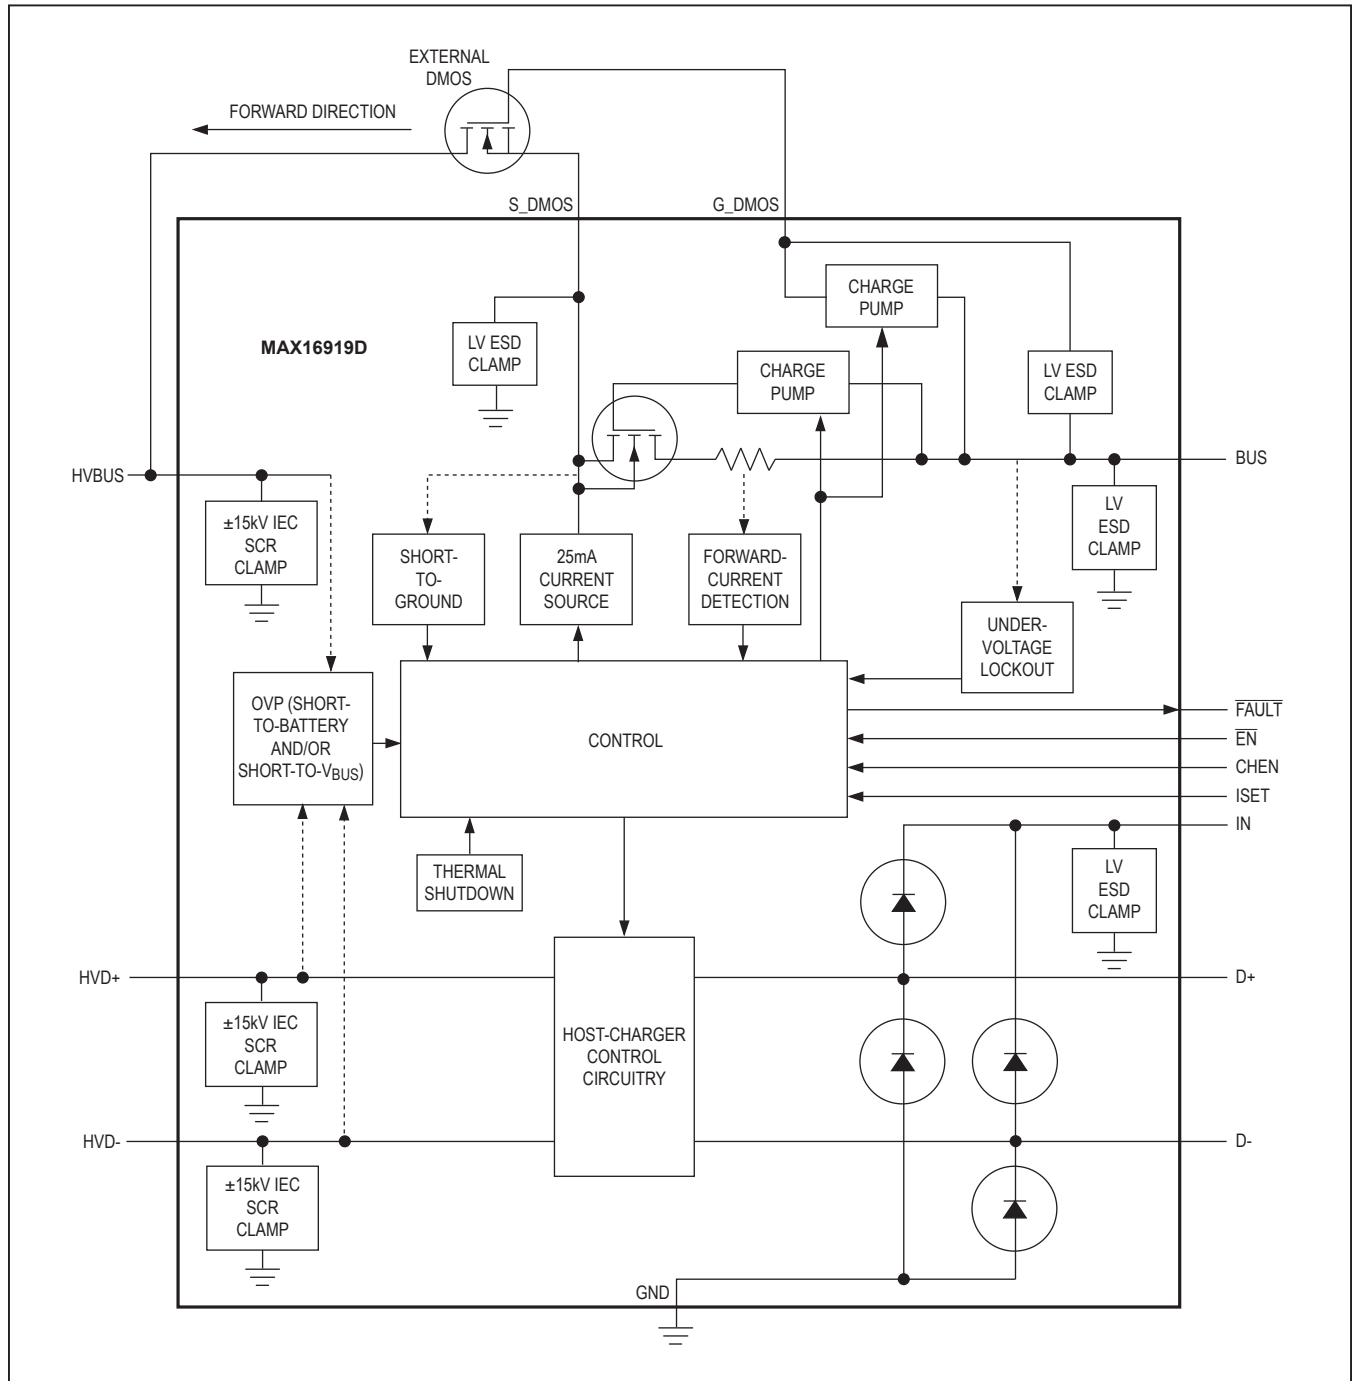 EXTERNAL
DMOS
FORWARD DIRECTION
S_DMOS
G_DMOS
MAX16919D
CHARGE
PUMP
LV ESD
CLAMP
CHARGE
PUMP
LV ESD
CLAMP
HVBUS
BUS
±15kV IEC
SCR
CLAMP
SHORT-
TO-
GROUND
25mA
CURRENT
SOURCE
FORWARD-
CURRENT
DETECTION
LV
ESD
CLAMP
UNDER-
VOLTAGE
LOCKOUT
OVP (SHORT-
TO-BATTERY
AND/OR
SHORT-TO-VBUS)
CONTROL
FAULT
EN
CHEN
ISET
IN
THERMAL
SHUTDOWN
LV
ESD
CLAMP
HVD+
D+
±15kV IEC
SCR
CLAMP
HOST-CHARGER
CONTROL
CIRCUITRY
HVD-
D-
±15kV IEC
SCR
CLAMP
GND